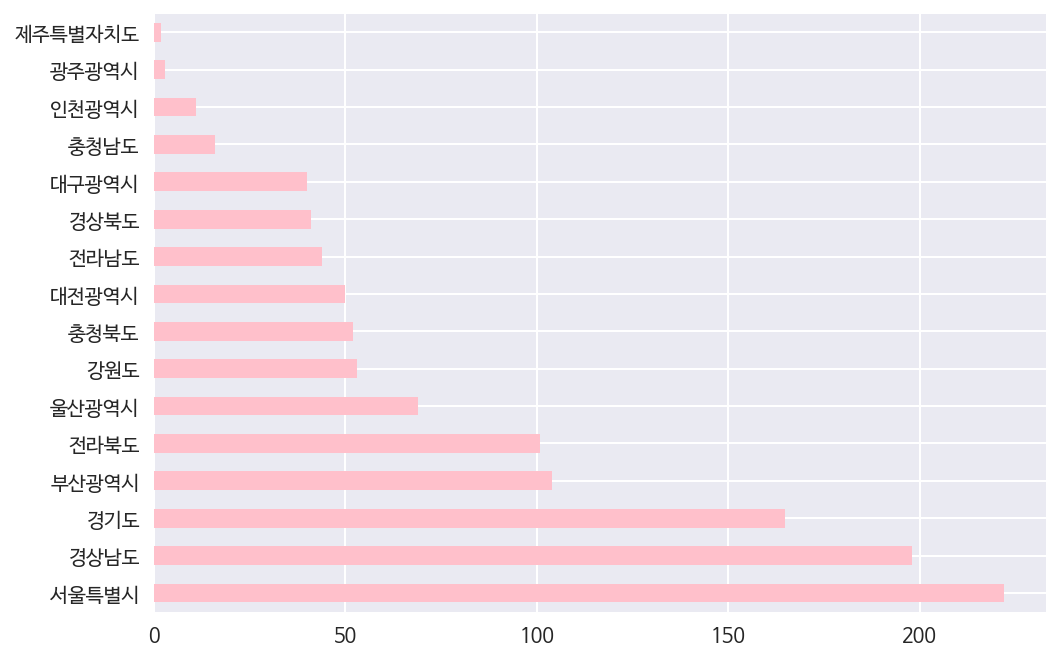 제주특별자치도
광주광역시
인천광역시
충청남도
대구광역시
경상북도
전라남도
대전광역시
충청북도
강원도
울산광역시
전라북도
부산광역시
경기도
경상남도
서울특별시
0 50 100 150 200